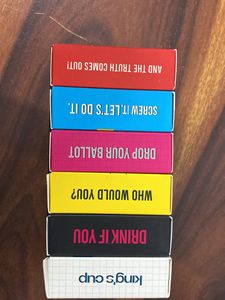 AND THE TRUTH COMES OUT!
SCREW IT. LET'S DO IT.
DROP YOUR BALLOT
WHO WOULD YOU?
DRINK IF YOU
king's cup